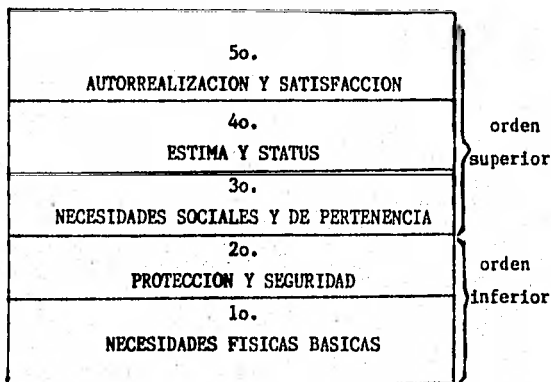 5o.
AUTORREALIZACION Y SATISFACCION
4o.
ESTIMA Y STATUS
orden
superior
3o.
NECESIDADES SOCIALES Y DE PERTENENCIA
2o.
PROTECCION Y SEGURIDAD
orden
inferior
1o.
NECESIDADES FISICAS BASICAS